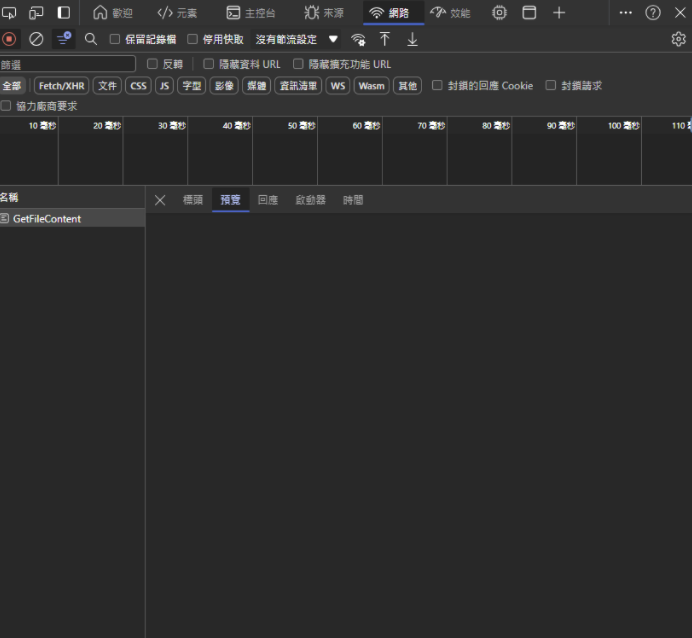 歡迎 元素 主控台 來源 網路 效能
保留記錄檔 停用快取 沒有節流設定
篩選 反轉 隱藏資料 URL 隱藏擴充功能 URL
全部 Fetch/XHR 文件 CSS JS 字型 影像 媒體 資訊清單 WS Wasm 其他 封鎖的回應 Cookie 封鎖請求
協力廠商要求
10 毫秒 20 毫秒 30 毫秒 40 毫秒 50 毫秒 60 毫秒 70 毫秒 80 毫秒 90 毫秒 100 毫秒 110 毫
名稱 標頭 預覽 回應 啟動器 時間
GetFileContent